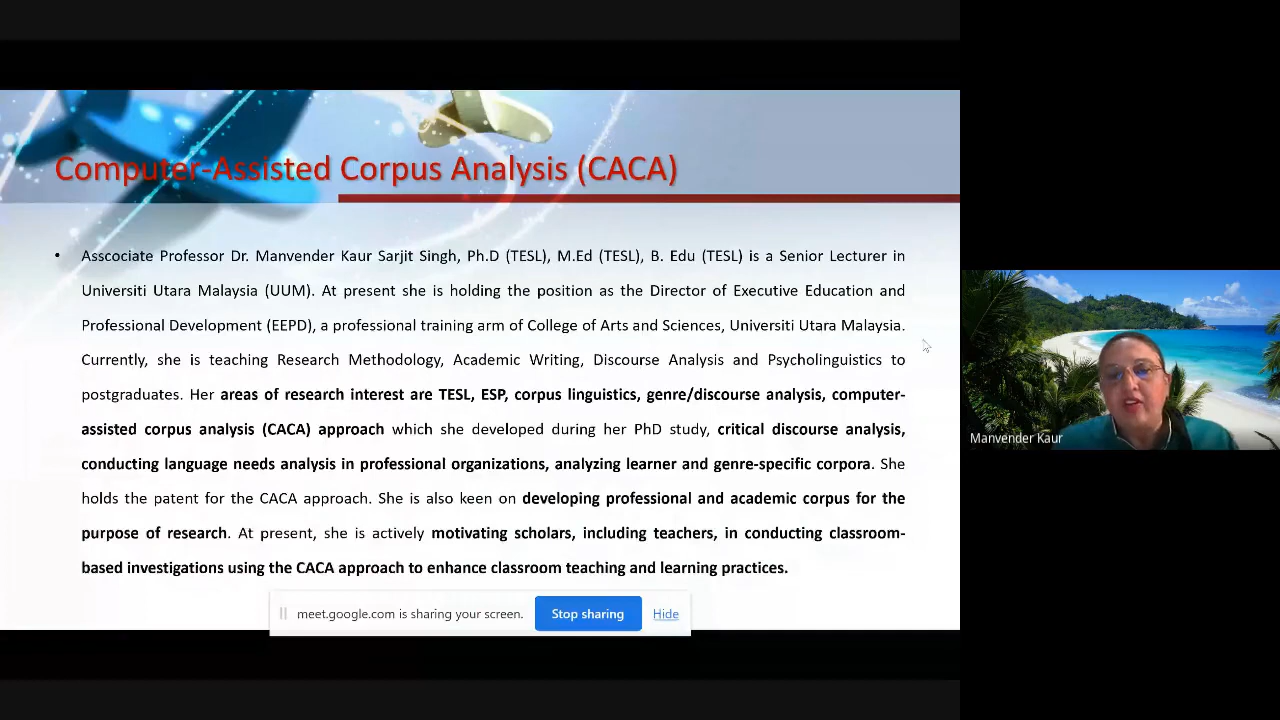 Computer-Assisted Corpus Analysis (CACA)
• Asscociate Professor Dr. Manvender Kaur Sarjit Singh, Ph.D (TESL), M.Ed (TESL), B. Edu (TESL) is a Senior Lecturer in
Universiti Utara Malaysia (UUM). At present she is holding the position as the Director of Executive Education and
Professional Development (EEPD), a professional training arm of College of Arts and Sciences, Universiti Utara Malaysia.
Currently, she is teaching Research Methodology, Academic Writing, Discourse Analysis and Psycholinguistics to
postgraduates. Her areas of research interest are TESL, ESP, corpus linguistics, genre/discourse analysis, computer-
assisted corpus analysis (CACA) approach which she developed during her PhD study, critical discourse analysis,
conducting language needs analysis in professional organizations, analyzing learner and genre-specific corpora. She
holds the patent for the CACA approach. She is also keen on developing professional and academic corpus for the
purpose of research. At present, she is actively motivating scholars, including teachers, in conducting classroom-
based investigations using the CACA approach to enhance classroom teaching and learning practices.
meet.google.com is sharing your screen. Stop sharing Hide
Manvender Kaur